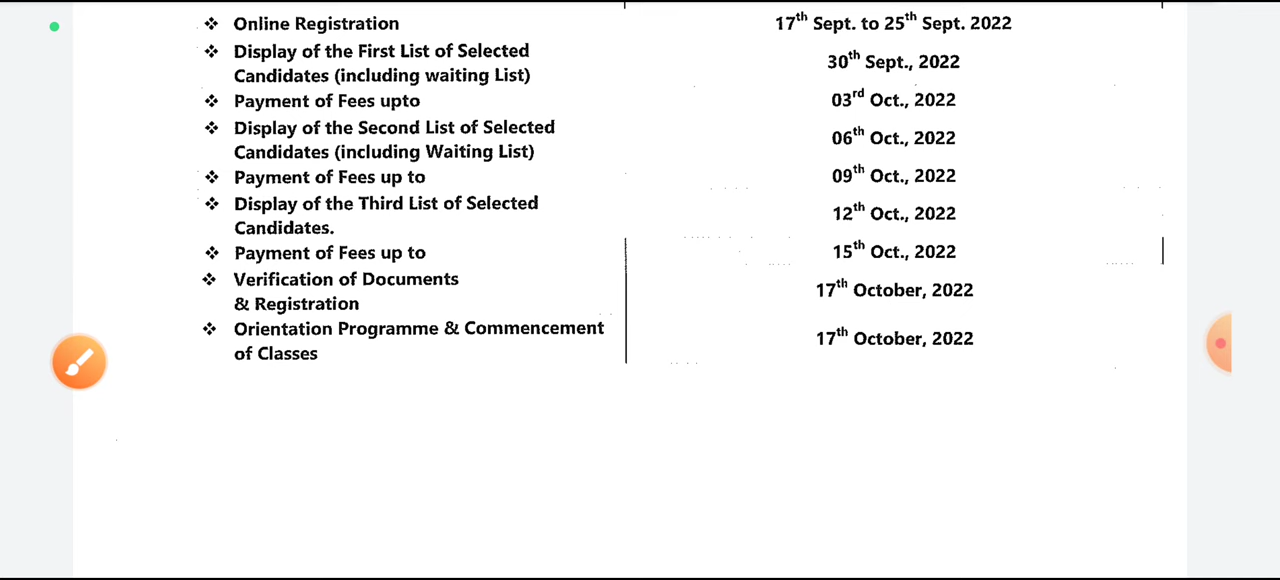 ❖ Online Registration 17th Sept. to 25th Sept. 2022
❖ Display of the First List of Selected
Candidates (including waiting List) 30th Sept., 2022
❖ Payment of Fees upto 03rd Oct., 2022
❖ Display of the Second List of Selected
Candidates (including Waiting List) 06th Oct., 2022
❖ Payment of Fees up to 09th Oct., 2022
❖ Display of the Third List of Selected
Candidates. 12th Oct., 2022
❖ Payment of Fees up to 15th Oct., 2022
❖ Verification of Documents
& Registration 17th October, 2022
❖ Orientation Programme & Commencement
of Classes 17th October, 2022